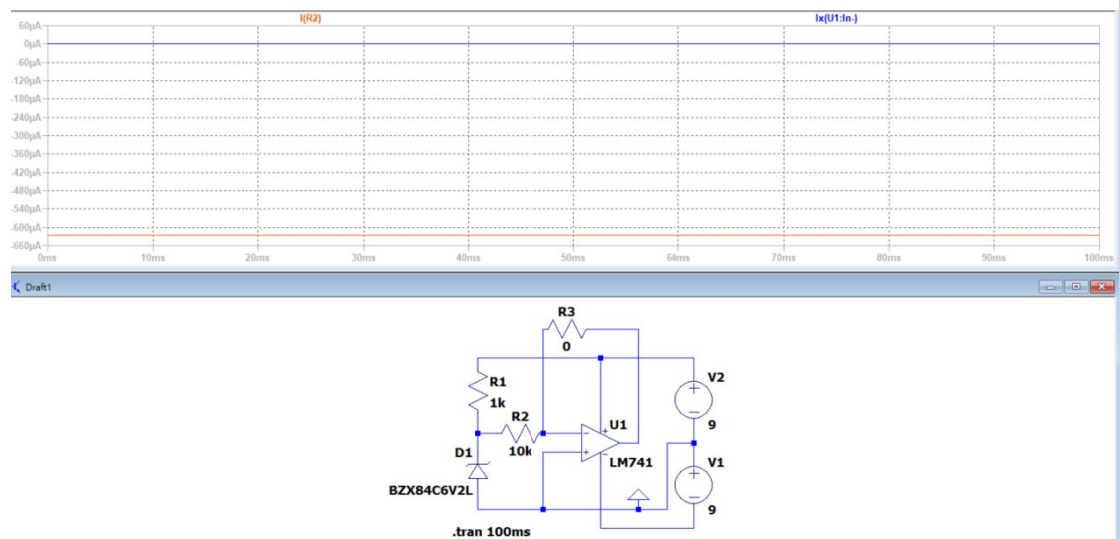 I(R2) Ix(U1:In-)
60µA
0µA
-60µA
-120µA
-180µA
-240µA
-300µA
-360µA
-420µA
-480µA
-540µA
-600µA
-660µA
0ms 10ms 20ms 30ms 40ms 50ms 60ms 70ms 80ms 90ms 100ms
Draft1
R3
0
R1
1k
V2
9
R2
10k
U1
LM741
D1
BZX84C6V2L
V1
9
.tran 100ms